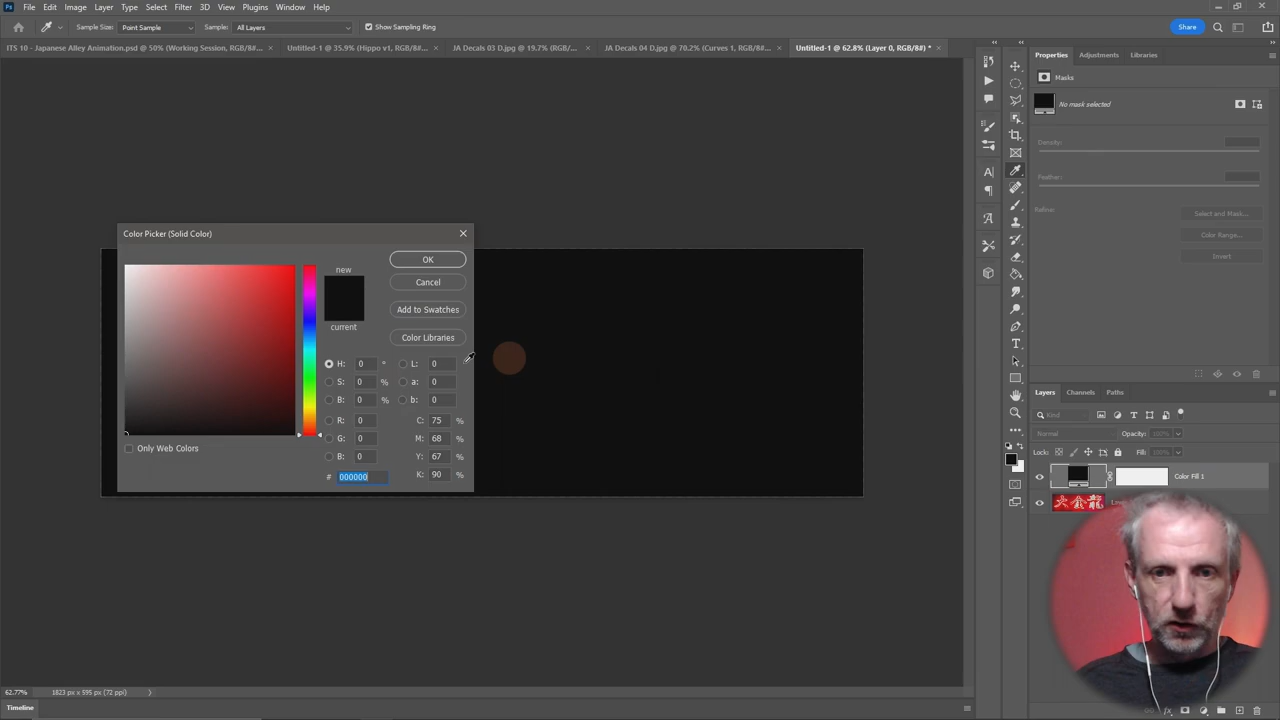 File Edit Image Layer Type Select Filter 3D View Plugins Window Help
Sample Size: Point Sample Sample: All Layers Showing Sampling Ring Share
ITS 10 - Japanese Alley Animation.psd @ 50% (Working Session, RGB/8#)... × Untitled-1 @ 35.9% (Hippo v1, RGB/8#... × JA Decals 03 D.jpg @ 19.7% (RGB/... × JA Decals 04 D.jpg @ 70.2% (Curves 1, RGB/8#... × Untitled-1 @ 62.8% (Layer 0, RGB/8#) * ×
Properties Adjustments Libraries
Masks
No mask selected
Density:
Feather:
Refine:
Select and Mask...
Color Range...
Invert
Color Picker (Solid Color)
new
current
OK
Cancel
Add to Swatches
Color Libraries
H: 0 ° L: 0
S: 0 % a: 0
B: 0 % b: 0
R: 0 C: 75 %
G: 0 M: 68 %
B: 0 Y: 67 %
K: 90 %
# 000000
Only Web Colors
Layers Channels Paths
Kind
Normal Opacity: 100%
Lock: Fill: 100%
Color Fill 1
大金龍
62.77% 1823 px x 595 px (72 ppi)
Timeline